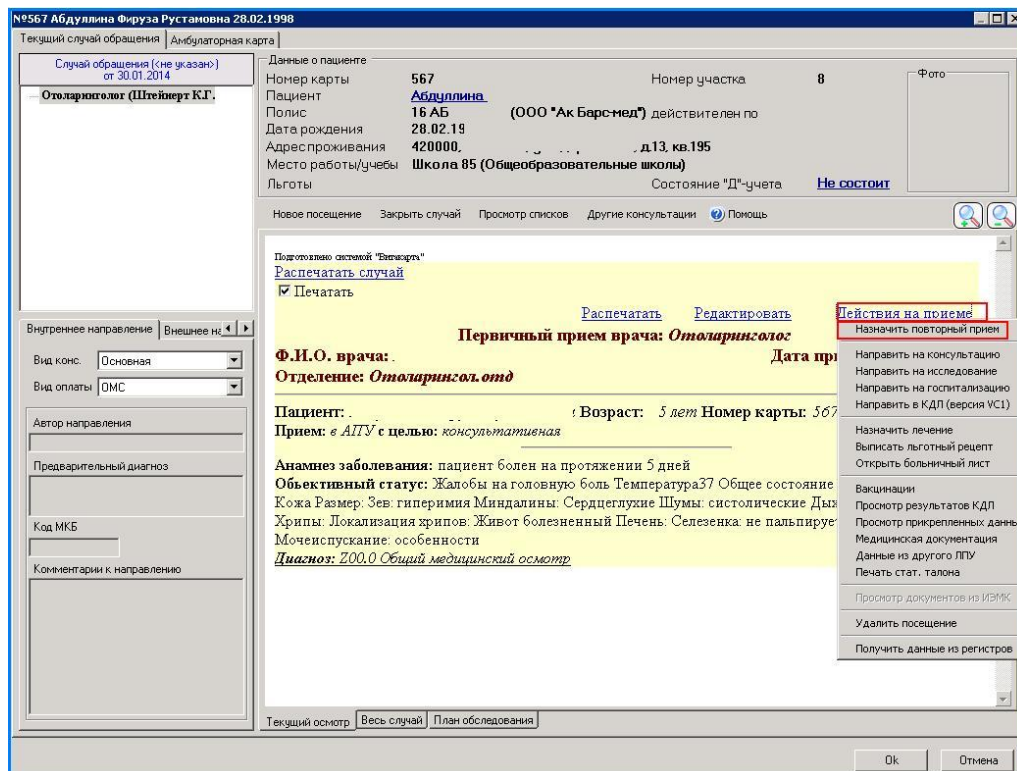 №567 Абдуллина Фируза Рустамовна 28.02.1998
Текущий случай обращения Амбулаторная карта
Случай обращения (<не указан>)
от 30.01.2014
Отоларинголог (Штейнерт К.Г.
Данные о пациенте
Номер карты 567 Номер участка 8
Фото
Пациент Абдуллина
Полис 16 АБ (ООО "Ак Барс-мед") действителен по
Дата рождения 28.02.19
Адрес проживания 420000, д.13, кв.195
Место работы/учебы Школа 85 (Общеобразовательные школы)
Льготы Состояние "Д"-учета Не состоит
Новое посещение Закрыть случай Просмотр списков Другие консультации Помощь
Подготовлено системой "Витакарта"
Распечатать случай
Печатать
Распечатать Редактировать Действия на приеме
Первичный прием врача: Отоларинголог
Ф.И.О. врача: . Дата при
Отделение: Отоларингол.отд
Пациент: . Возраст: 5 лет Номер карты: 567
Прием: в АПУ с целью: консультативная
Анамнез заболевания: пациент болен на протяжении 5 дней
Обьективный статус: Жалобы на головную боль Температура37 Общее состояние
Кожа Размер: Зев: гиперимия Миндалины: Сердцеглухие Шумы: систолические Дых
Хрипы: Локализация хрипов: Живот болезненный Печень: Селезенка: не пальпирует
Мочеиспускание: особенности
Диагноз: Z00.0 Общий медицинский осмотр
Назначить повторный прием
Направить на консультацию
Направить на исследование
Направить на госпитализацию
Направить в КДЛ (версия VC1)
Назначить лечение
Выписать льготный рецепт
Открыть больничный лист
Вакцинации
Просмотр результатов КДЛ
Просмотр прикрепленных данны
Медицинская документация
Данные из другого ЛПУ
Печать стат. талона
Просмотр документов из ИЭМК
Удалить посещение
Получить данные из регистров
Внутреннее направление Внешнее на
Вид конс. Основная
Вид оплаты ОМС
Автор направления
Предварительный диагноз
Код МКБ
Комментарии к направлению
Текущий осмотр Весь случай План обследования
Ok Отмена